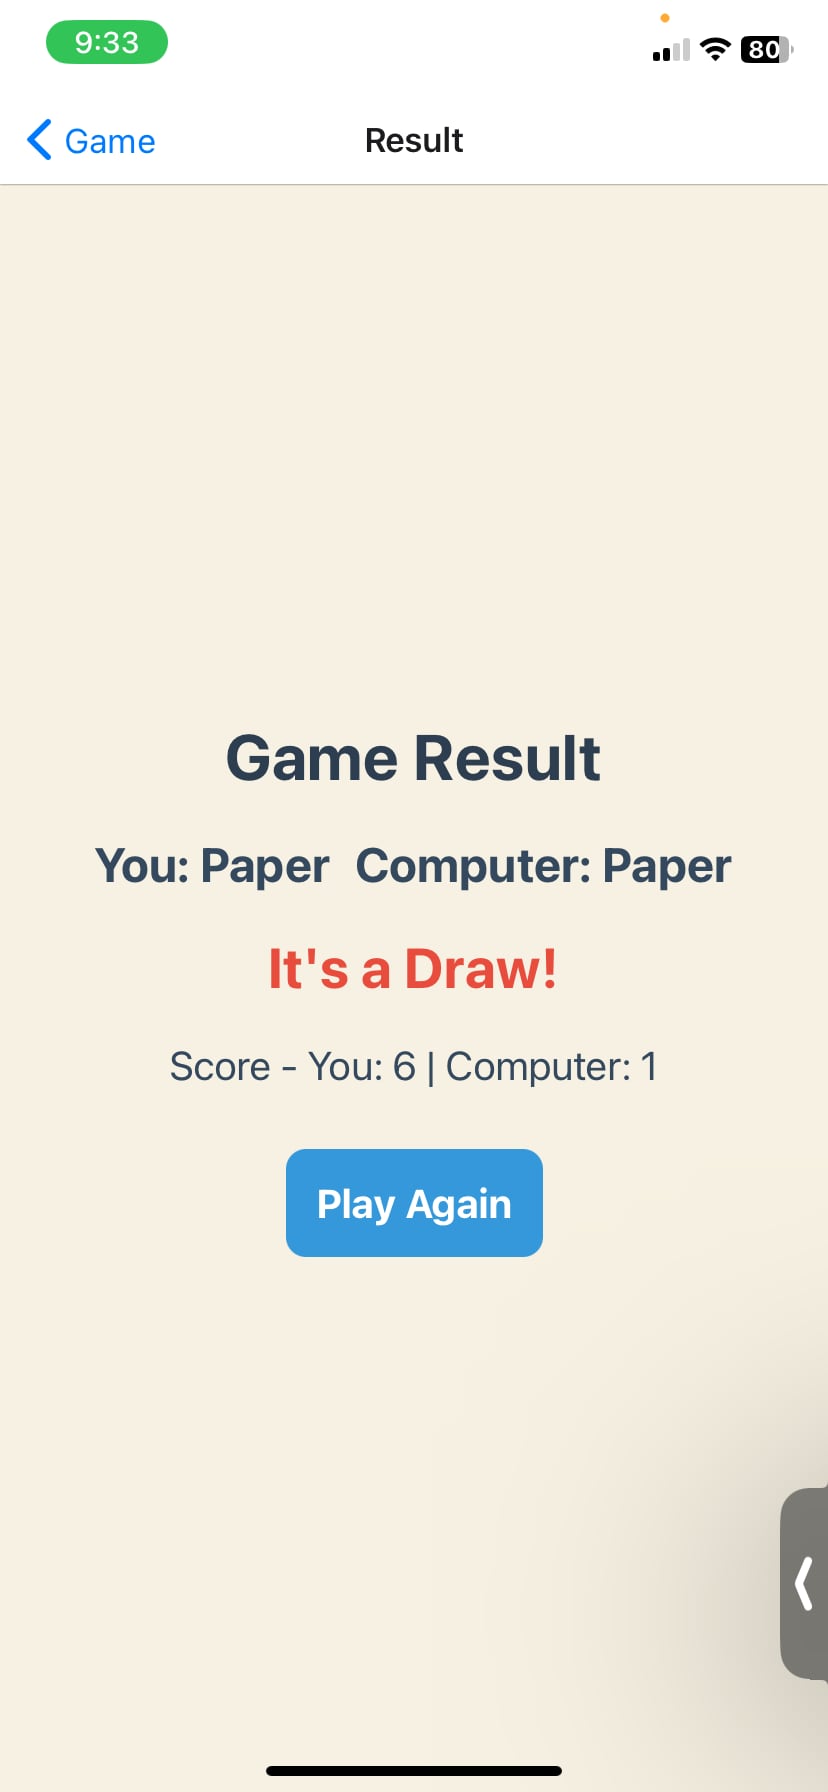 9:33
80
Game
Result
Game Result
You: Paper Computer: Paper
It's a Draw!
Score - You: 6 | Computer: 1
Play Again